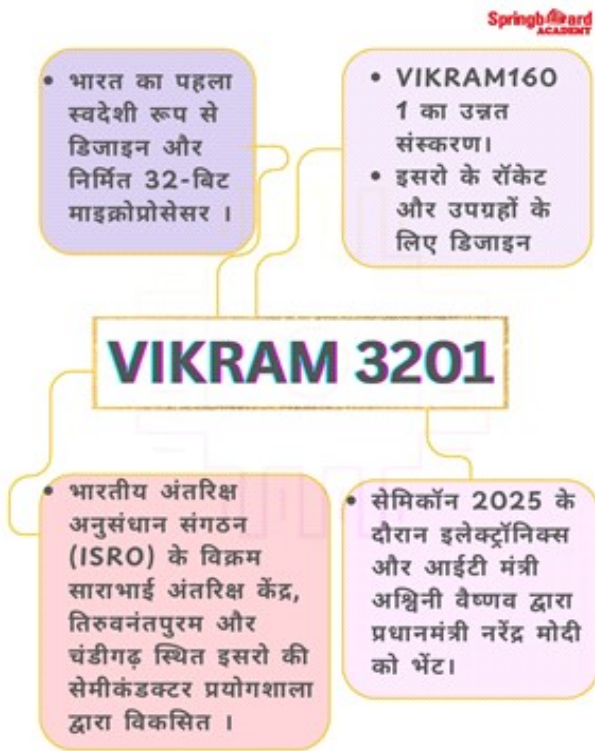 Springboard
ACADEMY
• भारत का पहला
स्वदेशी रूप से
डिजाइन और
निर्मित 32-बिट
माइक्रोप्रोसेसर ।
• VIKRAM160
1 का उन्नत
संस्करण।
• इसरो के रॉकेट
और उपग्रहों के
लिए डिजाइन
VIKRAM 3201
• भारतीय अंतरिक्ष
अनुसंधान संगठन
(ISRO) के विक्रम
साराभाई अंतरिक्ष केंद्र,
तिरुवनंतपुरम और
चंडीगढ़ स्थित इसरो की
सेमीकंडक्टर प्रयोगशाला
द्वारा विकसित ।
• सेमिकॉन 2025 के
दौरान इलेक्ट्रॉनिक्स
और आईटी मंत्री
अश्विनी वैष्णव द्वारा
प्रधानमंत्री नरेंद्र मोदी
को भेंट।